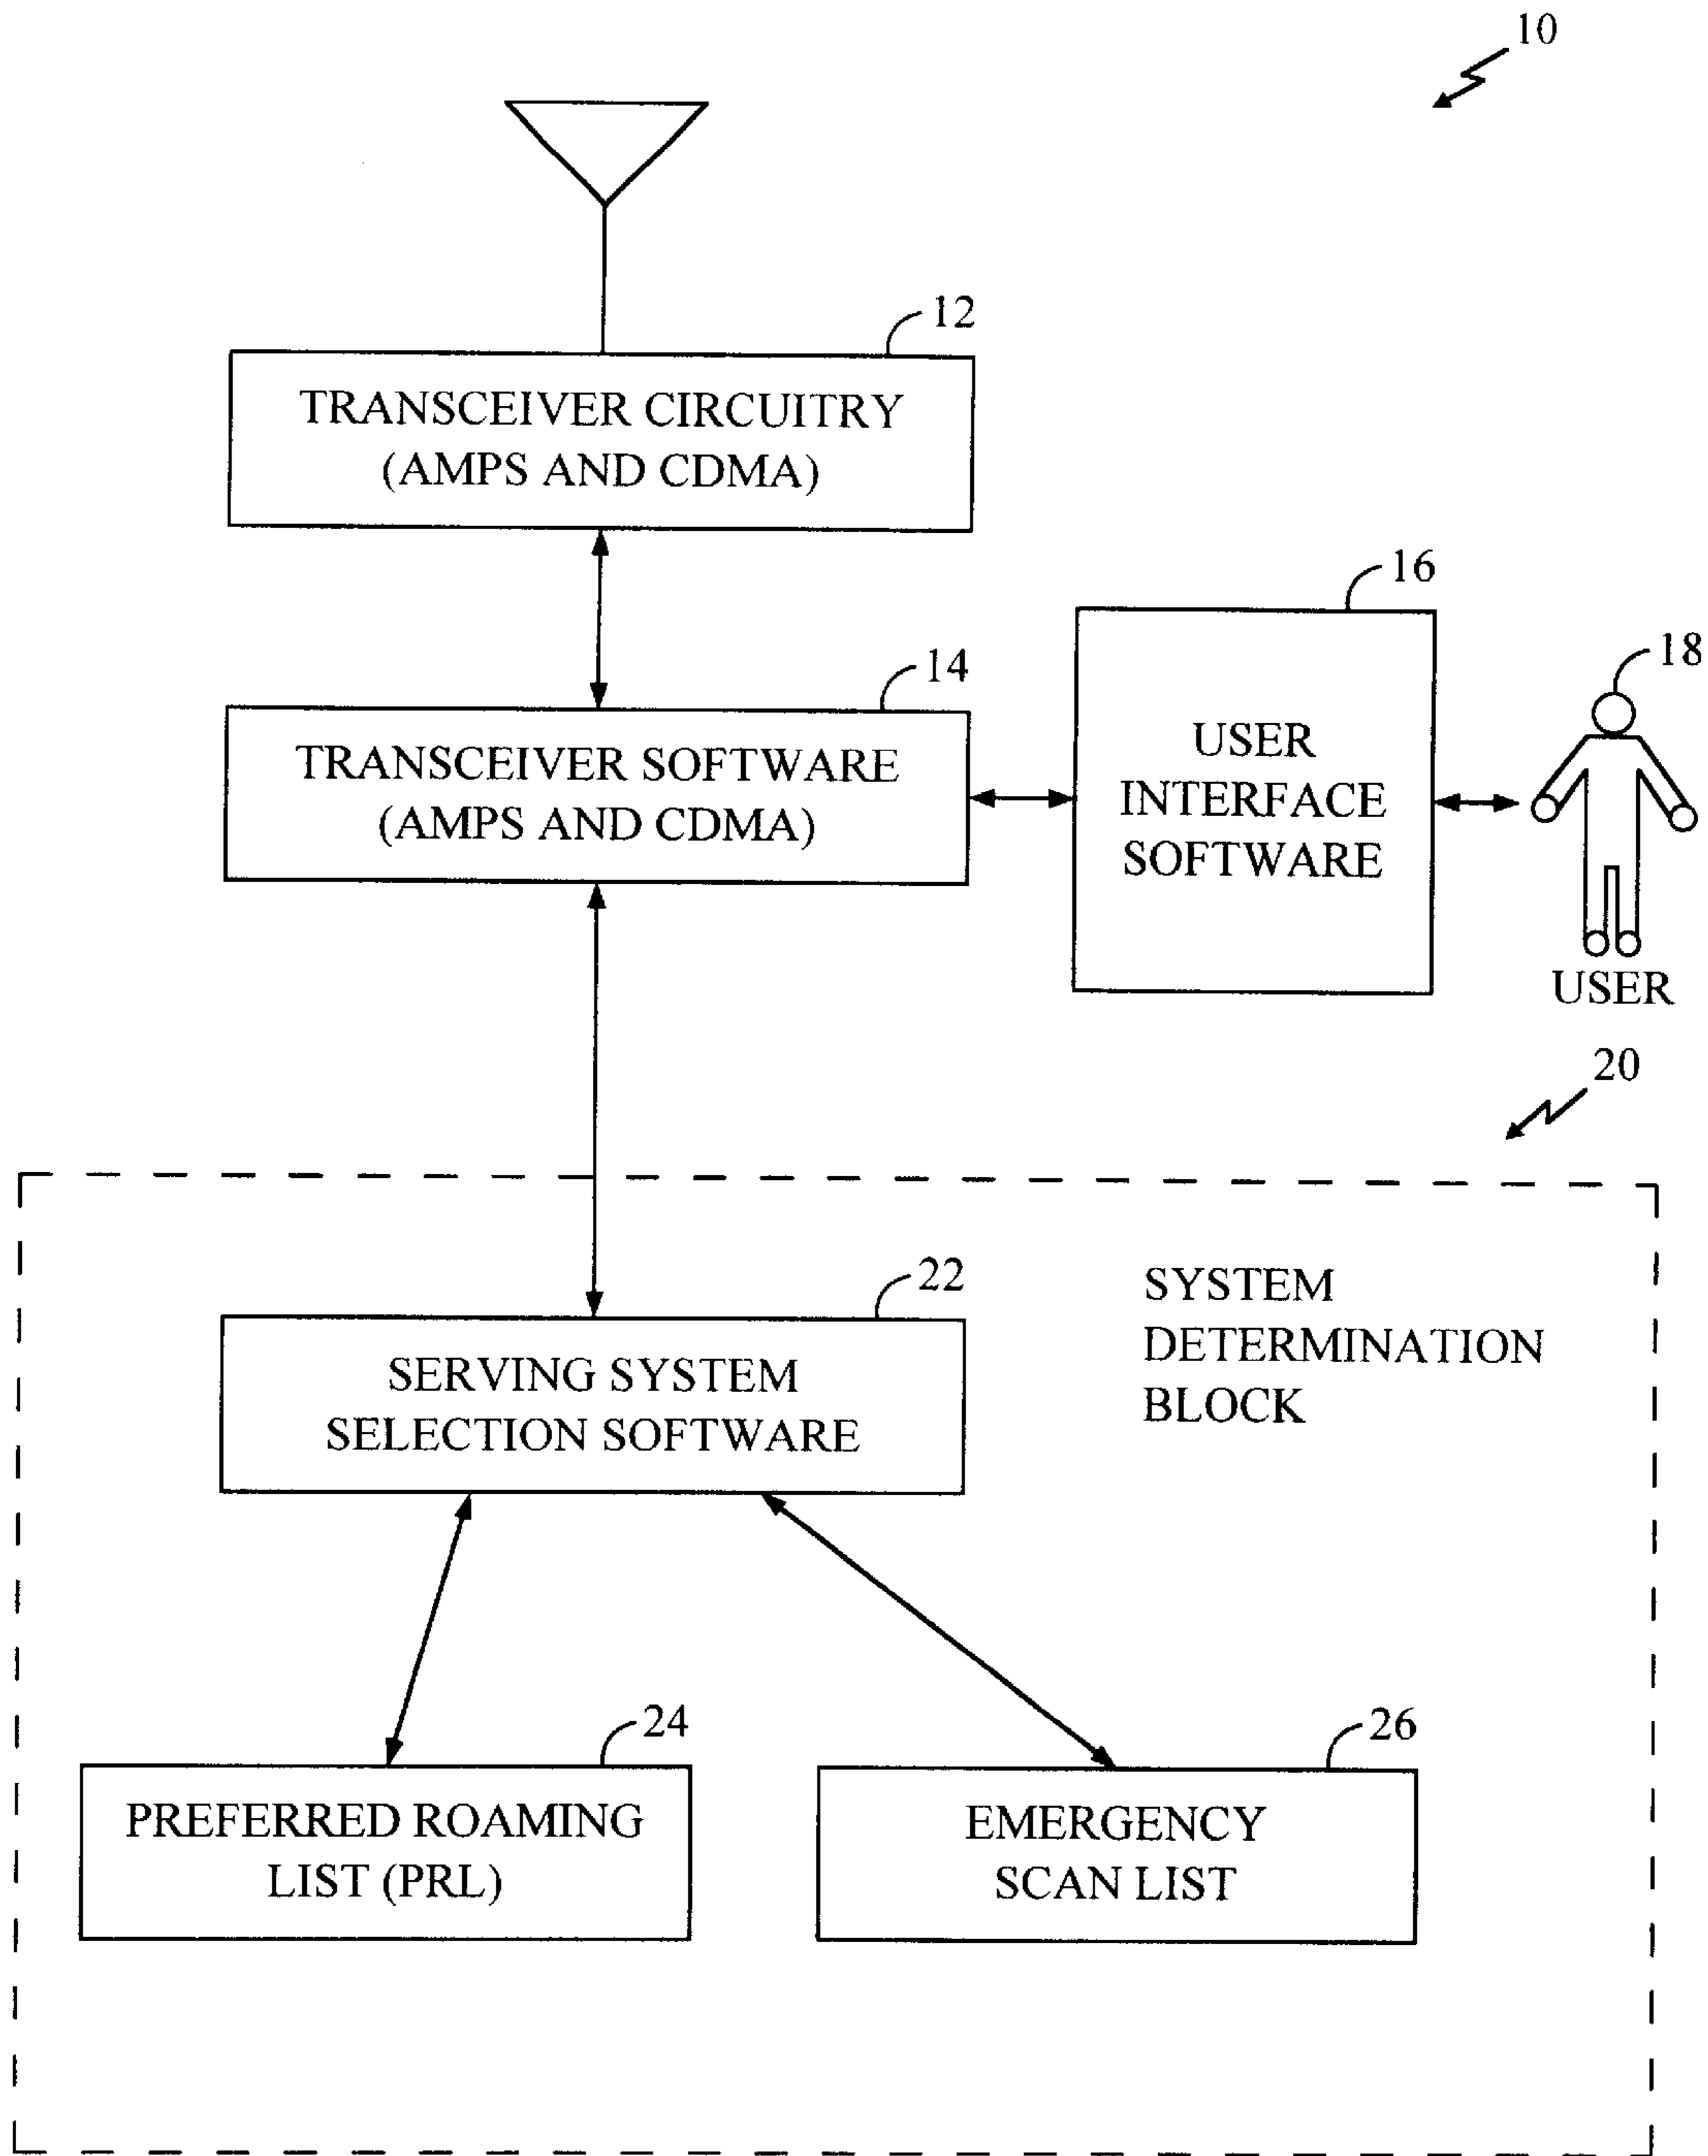 10
12
TRANSCEIVER CIRCUITRY
(AMPS AND CDMA)
14
TRANSCEIVER SOFTWARE
(AMPS AND CDMA)
16
USER
INTERFACE
SOFTWARE
18
USER
20
SYSTEM
DETERMINATION
BLOCK
22
SERVING SYSTEM
SELECTION SOFTWARE
24
PREFERRED ROAMING
LIST (PRL)
26
EMERGENCY
SCAN LIST